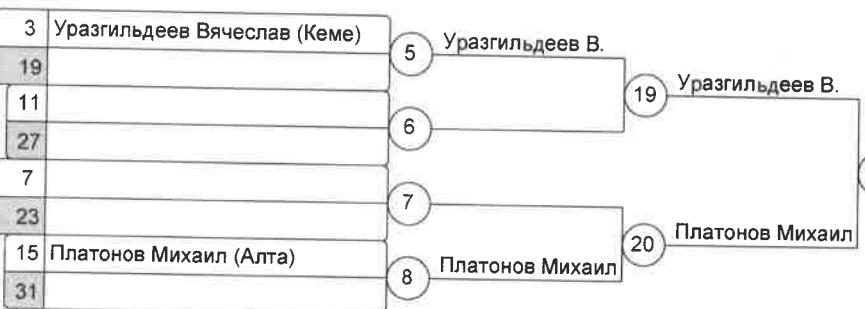 3 Уразгильдеев Вячеслав (Кеме)
19
11
27
7
23
15 Платонов Михаил (Алта)
31
5 Уразгильдеев В.
6
7
8 Платонов Михаил
19 Уразгильдеев В.
20 Платонов Михаил